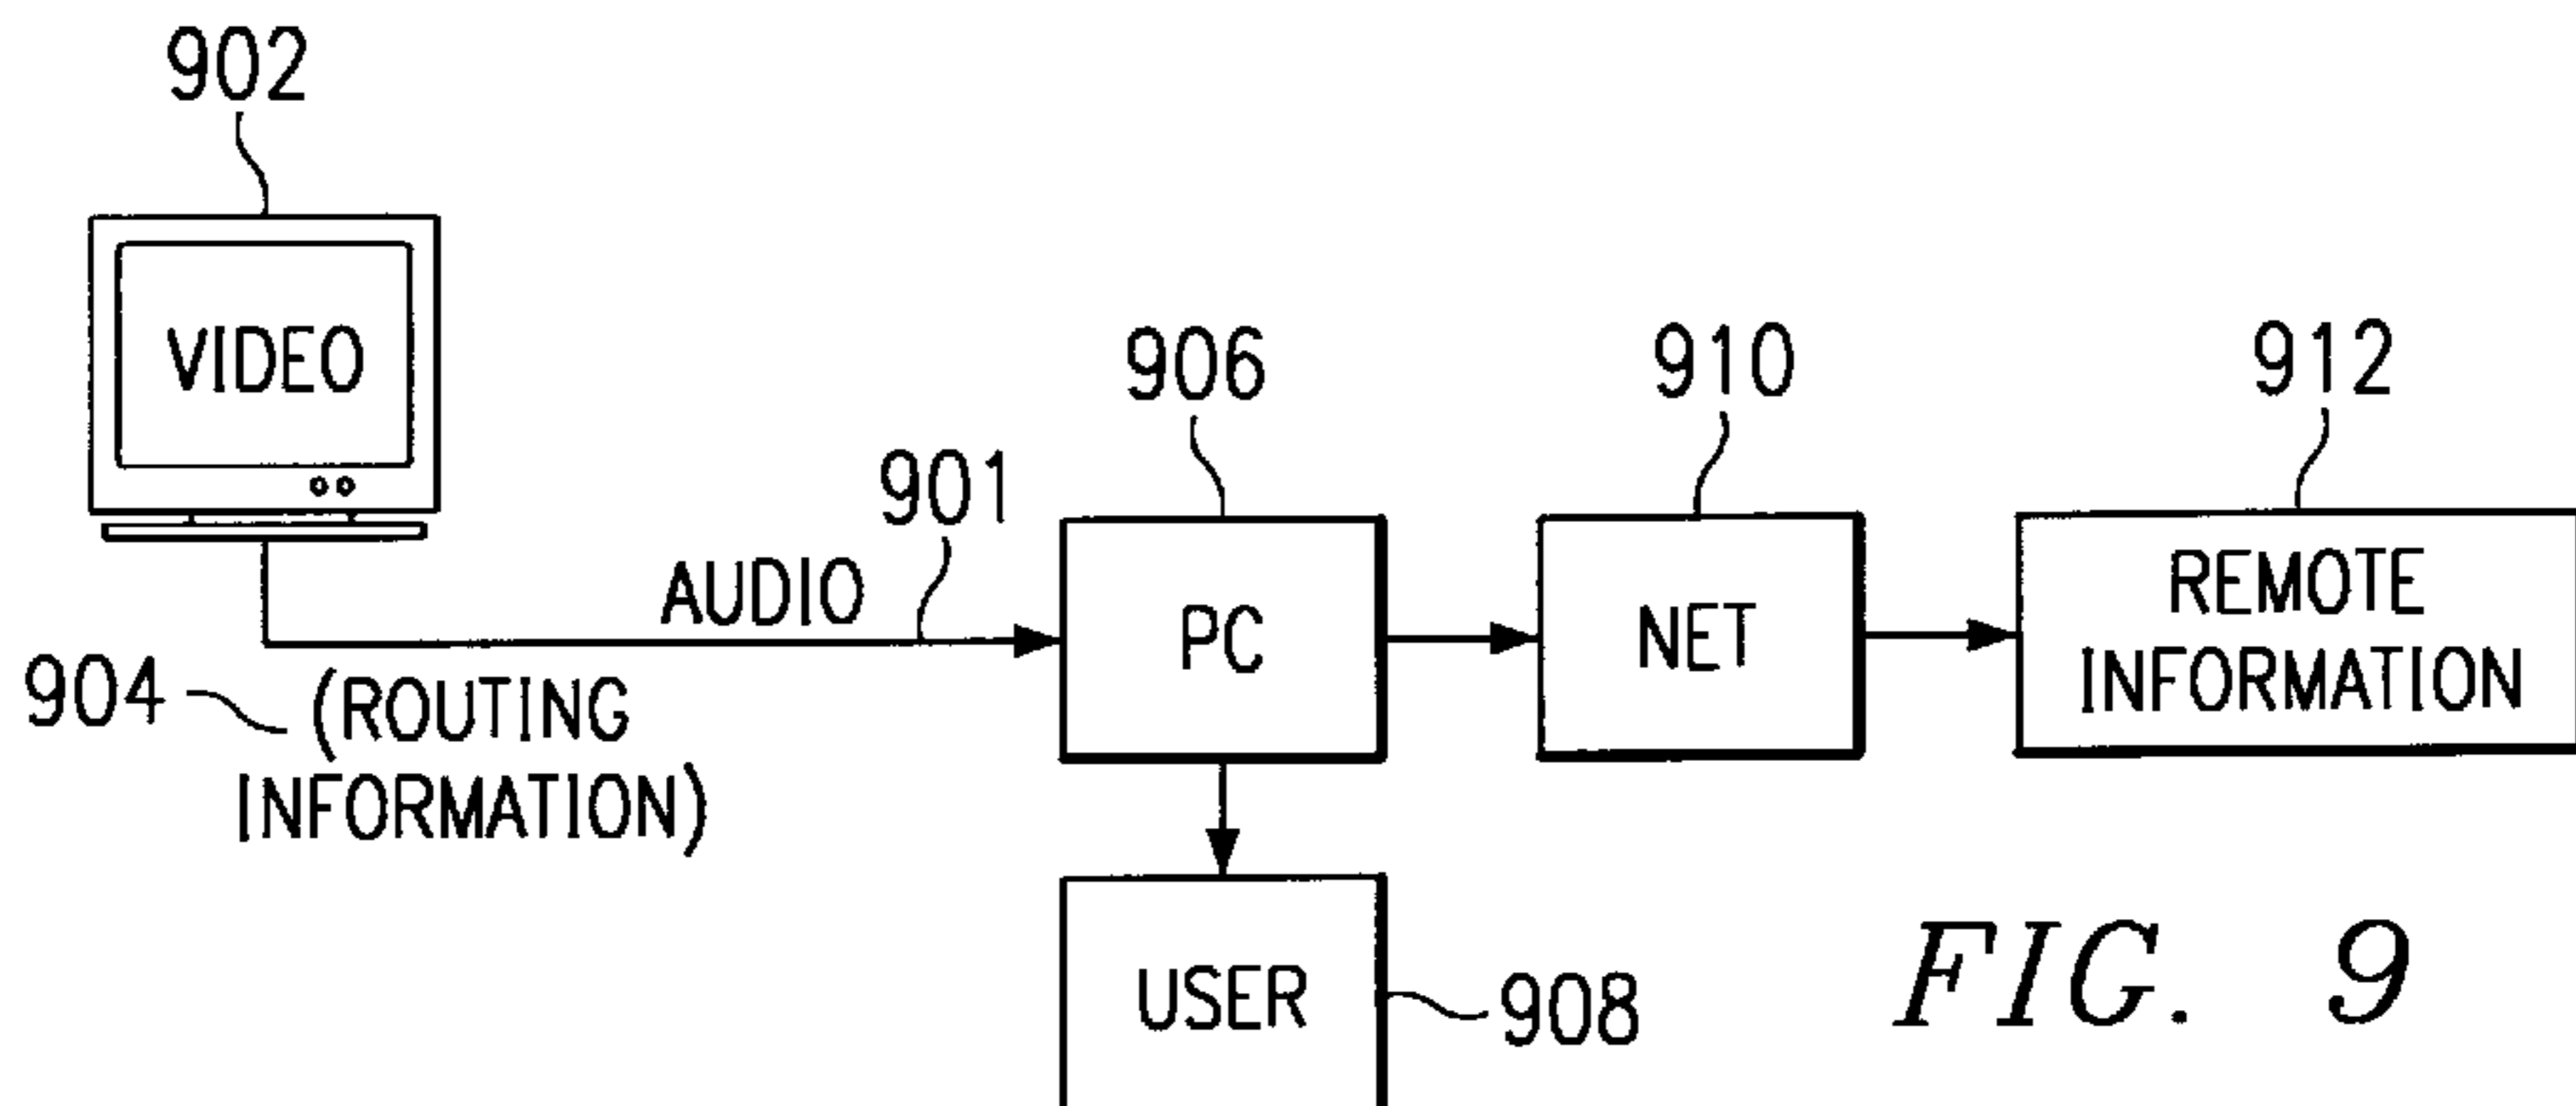 902
VIDEO
906
910
912
901
AUDIO
PC
NET
REMOTE
INFORMATION
904
(ROUTING
INFORMATION)
USER
908
FIG. 9